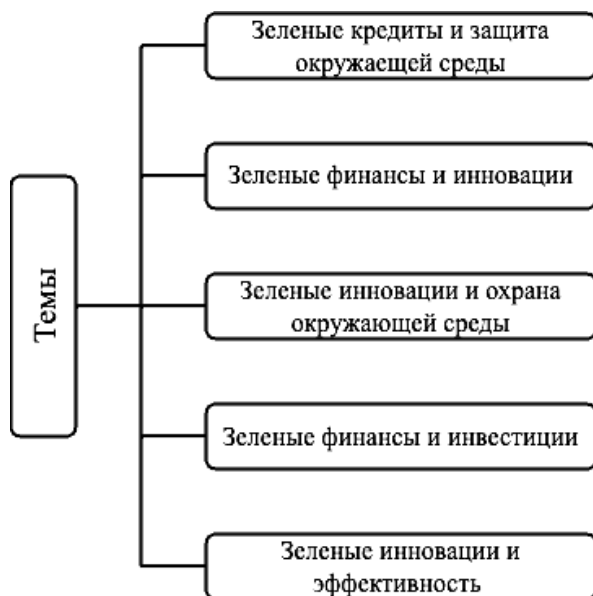 Темы
Зеленые кредиты и защита
окружаещей среды
Зеленые финансы и инновации
Зеленые инновации и охрана
окружающей среды
Зеленые финансы и инвестиции
Зеленые инновации и
эффективность